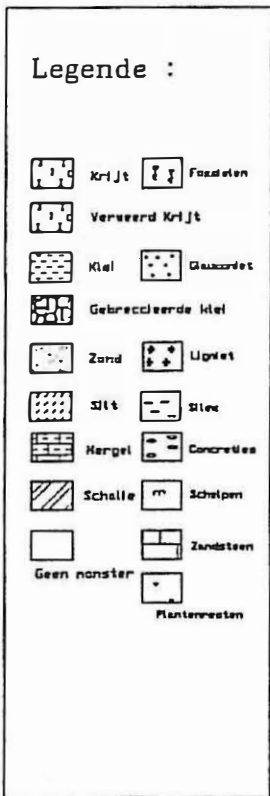 Legende :
Krijt Fossielen
Verweerd Krijt
Klei Glauconiet
Gebreccieerde klei
Zand Ligniet
Silt Silex
Mergel Concreties
Schalie Schelpen
Zandsteen
Geen monster
Plantenresten